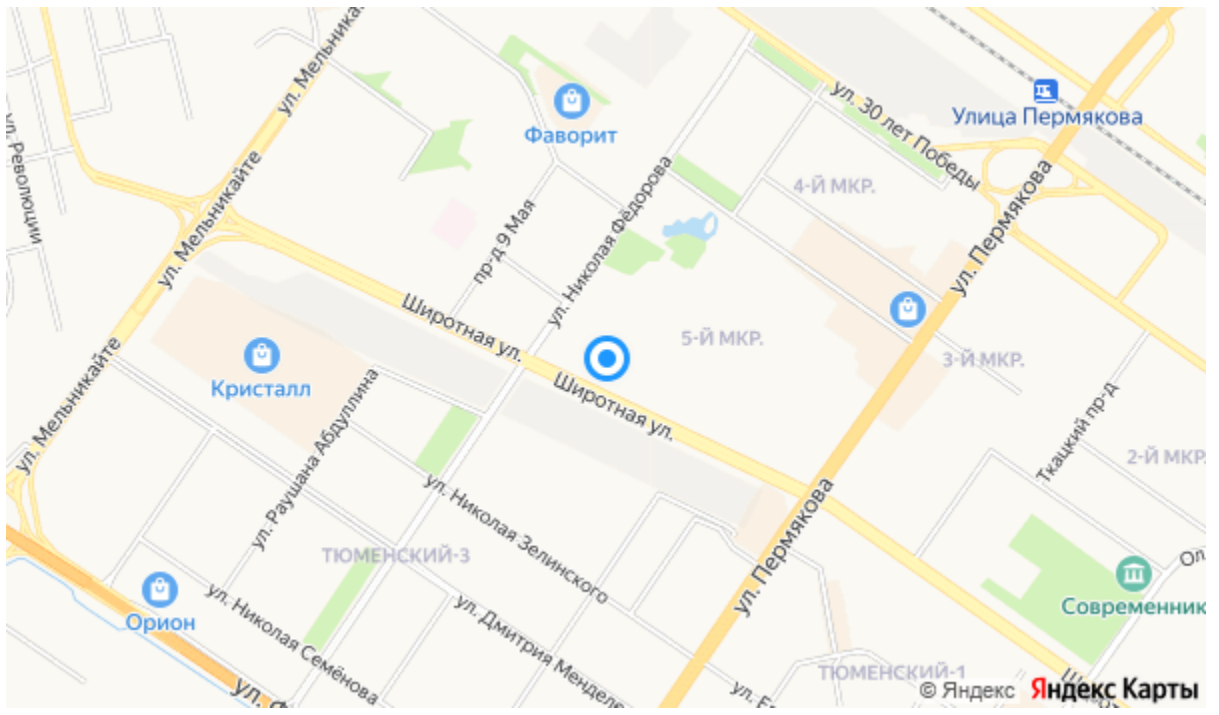 ул. Мельника
ул. Мельникайте
ул. Революции
Фаворит
ул. 30 лет Победы
Улица Пермякова
4-Й МКР.
ул. Пермякова
пр-д 9 Мая
ул. Николая Фёдорова
Широтная ул.
5-Й МКР.
3-Й МКР.
Кристалл
ул. Мельникайте
Широтная ул.
ул. Раушана Абдуллина
Ткацкий пр-д
2-Й МКР.
ул. Николая Зелинского
ТЮМЕНСКИЙ-3
ул. Пермякова
Ол
Современник
Орион
ул. Николая Семёнова
ул. Дмитрия Менделе
ТЮМЕНСКИЙ-1
ул.
© Яндекс Яндекс Карты